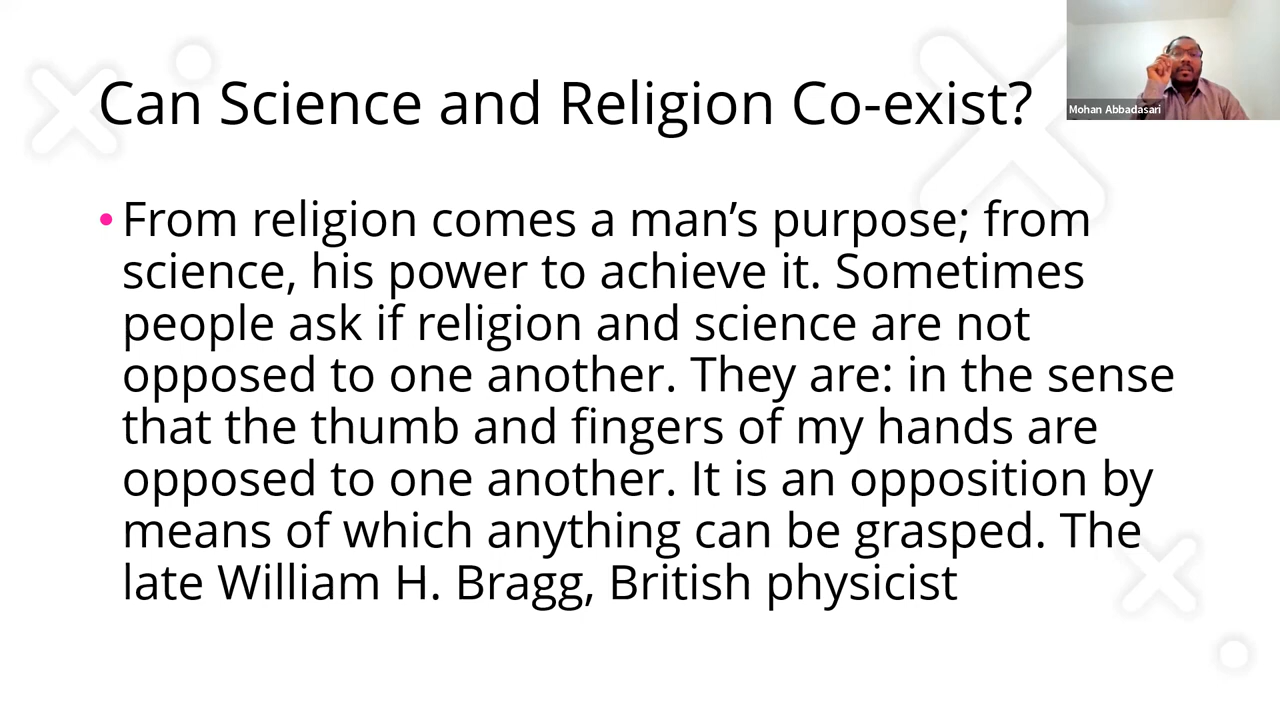 Can Science and Religion Co-exist?
Mohan Abbadasari
• From religion comes a man's purpose; from
science, his power to achieve it. Sometimes
people ask if religion and science are not
opposed to one another. They are: in the sense
that the thumb and fingers of my hands are
opposed to one another. It is an opposition by
means of which anything can be grasped. The
late William H. Bragg, British physicist